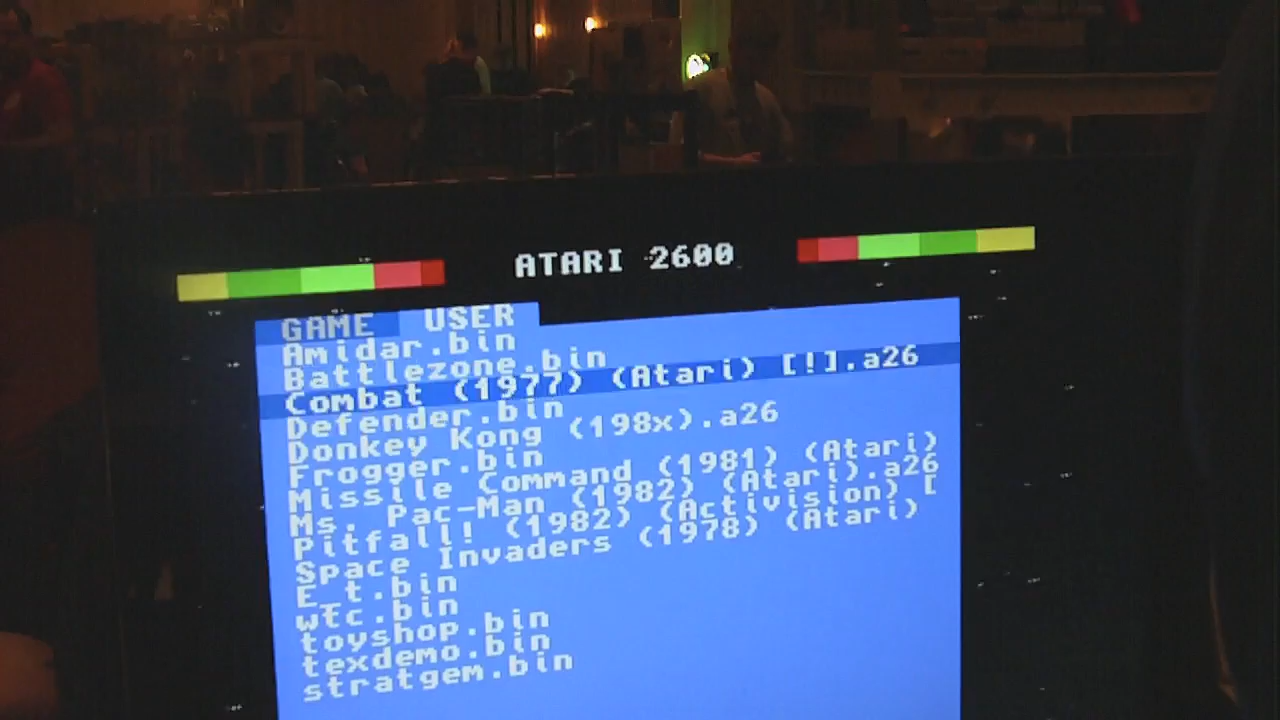 ATARI 2600
GAME USER
Amidar.bin
Battlezone.bin
Combat (1977) (Atari) [!].a26
Defender.bin
Donkey Kong (198x).a26
Frogger.bin
Missile Command (1981) (Atari)
Ms. Pac-Man (1982) (Atari).a26
Pitfall! (1982) (Activision) [
Space Invaders (1978) (Atari)
E_t.bin
wtc.bin
toyshop.bin
texdemo.bin
stratgem.bin